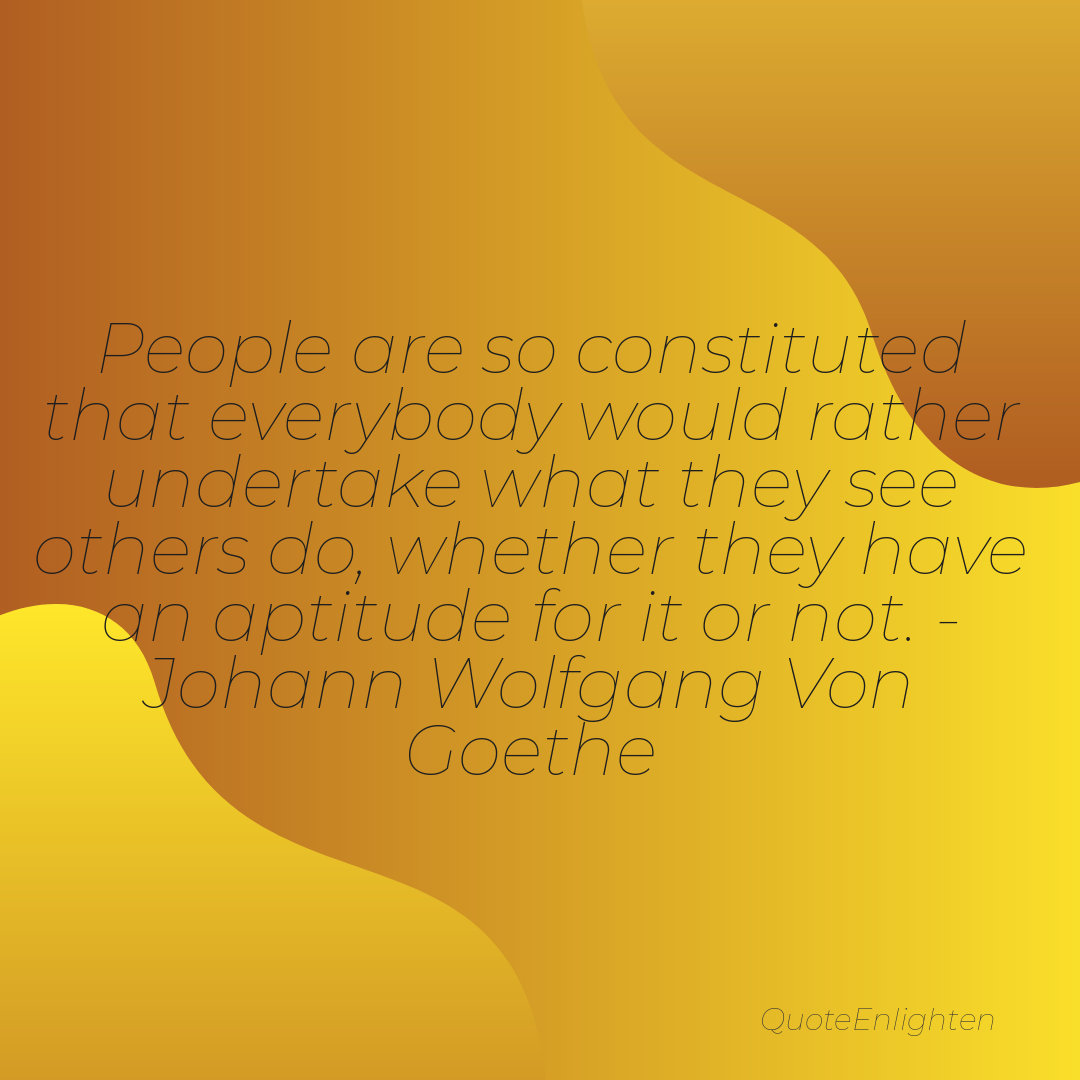 People are so constituted
that everybody would rather
undertake what they see
others do, whether they have
an aptitude for it or not. -
Johann Wolfgang Von
Goethe
QuoteEnlighten